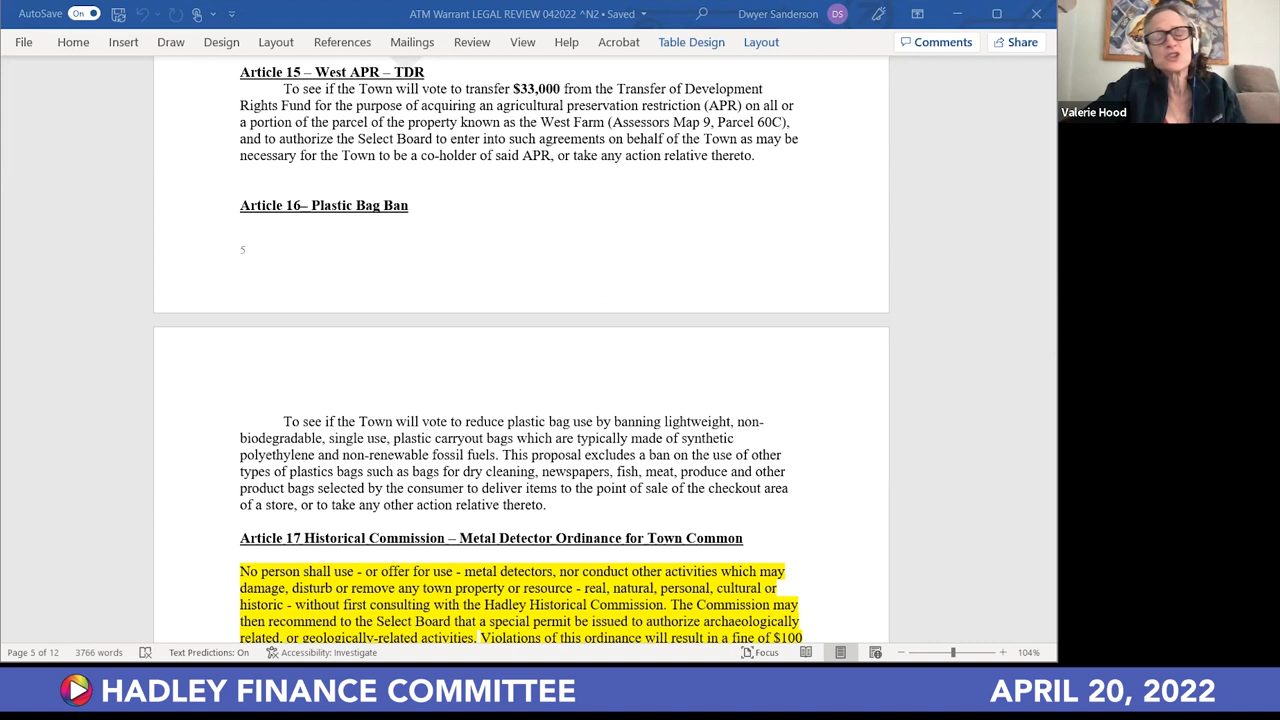 AutoSave On ATM Warrant LEGAL REVIEW 042022 ^N2 • Saved Dwyer Sanderson DS
File Home Insert Draw Design Layout References Mailings Review View Help Acrobat Table Design Layout Comments Share
Article 15 – West APR – TDR
To see if the Town will vote to transfer $33,000 from the Transfer of Development
Rights Fund for the purpose of acquiring an agricultural preservation restriction (APR) on all or
a portion of the parcel of the property known as the West Farm (Assessors Map 9, Parcel 60C),
and to authorize the Select Board to enter into such agreements on behalf of the Town as may be
necessary for the Town to be a co-holder of said APR, or take any action relative thereto.
Article 16– Plastic Bag Ban
5
To see if the Town will vote to reduce plastic bag use by banning lightweight, non-
biodegradable, single use, plastic carryout bags which are typically made of synthetic
polyethylene and non-renewable fossil fuels. This proposal excludes a ban on the use of other
types of plastics bags such as bags for dry cleaning, newspapers, fish, meat, produce and other
product bags selected by the consumer to deliver items to the point of sale of the checkout area
of a store, or to take any other action relative thereto.
Article 17 Historical Commission – Metal Detector Ordinance for Town Common
No person shall use - or offer for use - metal detectors, nor conduct other activities which may
damage, disturb or remove any town property or resource - real, natural, personal, cultural or
historic - without first consulting with the Hadley Historical Commission. The Commission may
then recommend to the Select Board that a special permit be issued to authorize archaeologically
related, or geologically-related activities. Violations of this ordinance will result in a fine of $100
Page 5 of 12 3766 words Text Predictions: On Accessibility: Investigate Focus 104%
Valerie Hood
HADLEY FINANCE COMMITTEE APRIL 20, 2022